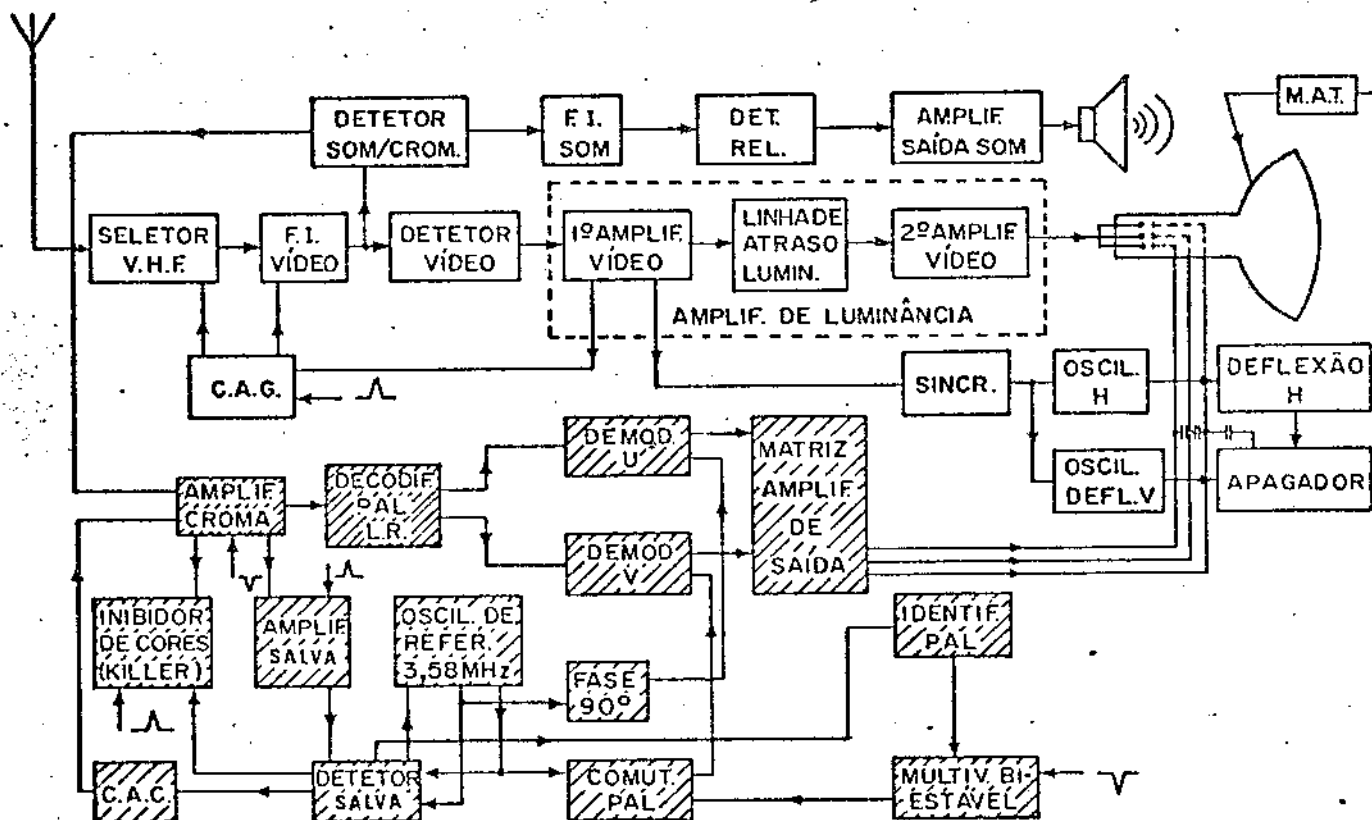 DETETOR
SOM/CROM.
F. I.
SOM
DET.
REL.
AMPLIF.
SAÍDA SOM
M.A.T.
SELETOR
V.H.F.
F.I.
VÍDEO
DETETOR
VÍDEO
1º AMPLIF.
VÍDEO
LINHA DE
ATRASO
LUMIN.
2º AMPLIF.
VÍDEO
AMPLIF. DE LUMINÂNCIA
C.A.G.
SINCR.
OSCIL.
H
DEFLEXÃO
H
OSCIL.
DEFL.V
APAGADOR
AMPLIF.
CROMA
DECODIF.
PAL
L.R.
DEMOD.
U
DEMOD
V
MATRIZ
AMPLIF.
DE
SAÍDA
INIBIDOR
DE CORES
(KILLER)
AMPLIF.
SALVA
OSCIL. DE
REFER.
3,58MHz
FASE
90º
IDENTIF.
PAL
C.A.C.
DETETOR
SALVA
COMUT.
PAL
MULTIV. BI-
ESTÁVEL